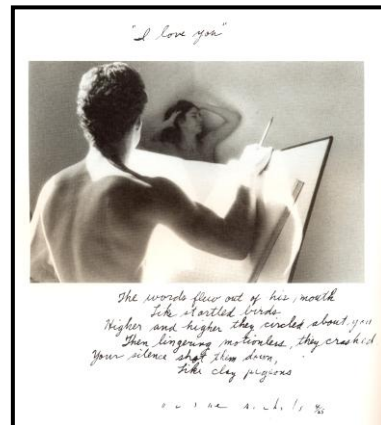 "I love you"
The words flew out of his mouth
Like startled birds
Higher and higher they circled about you
Then lingering motionless, they crashed
Your silence shot them down,
Like clay pigeons